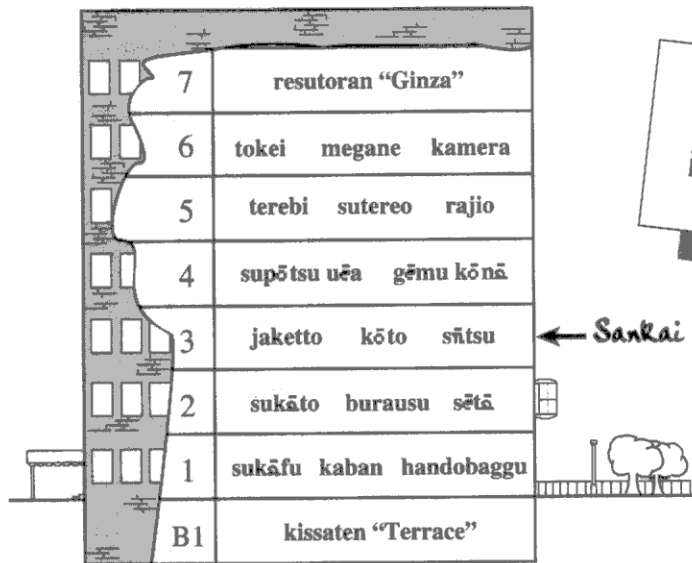 7 resutoran “Ginza”
6 tokei megane kamera
5 terebi sutereo rajio
4 supōtsu uēa gēmu kōnā
3 jaketto kōto sūtsu
Sankai
2 sukāto burausu sētā
1 sukāfu kaban handobaggu
B1 kissaten “Terrace”